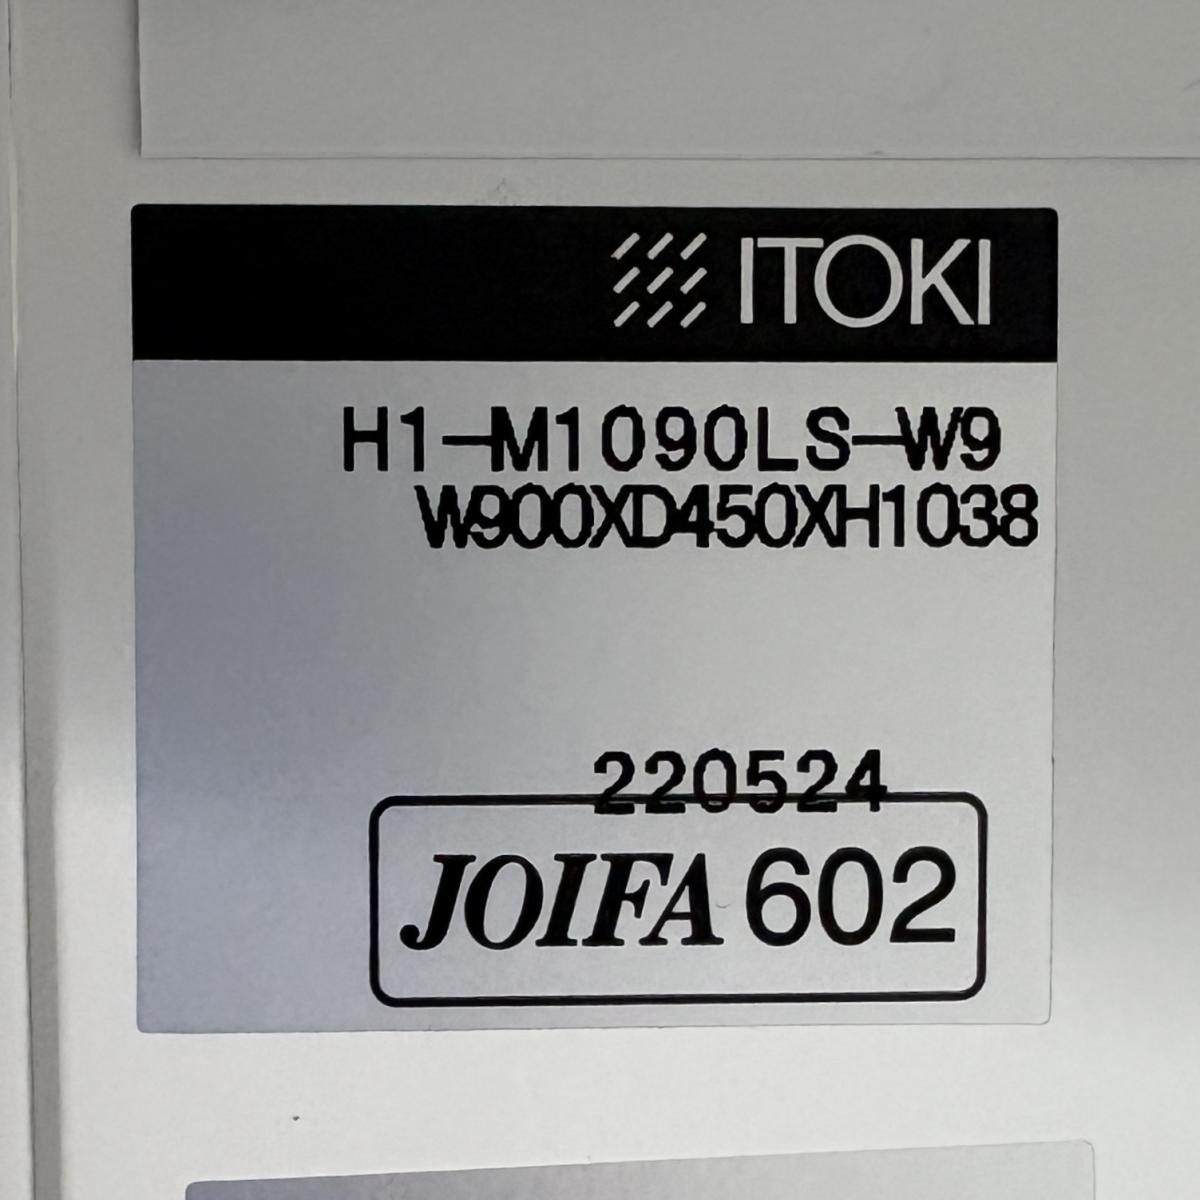 ITOKI
H1-M1090LS-W9
W900XD450XH1038
220524
JOIFA 602